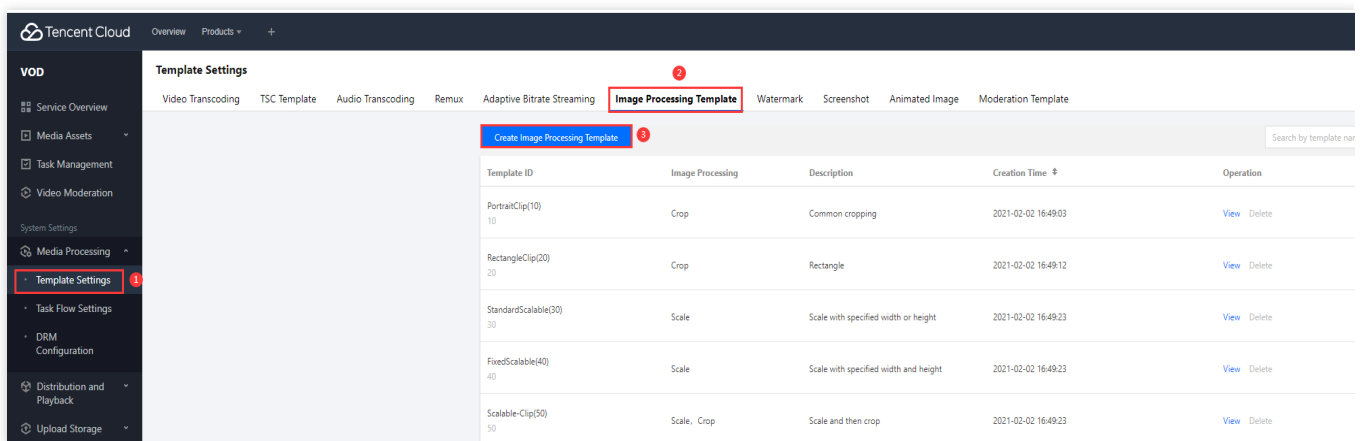 Tencent Cloud Overview Products +
VOD
Service Overview
Media Assets
Task Management
Video Moderation
System Settings
Media Processing
Template Settings 1
Task Flow Settings
DRM
Configuration
Distribution and
Playback
Upload Storage
Template Settings
2
Video Transcoding TSC Template Audio Transcoding Remux Adaptive Bitrate Streaming Image Processing Template Watermark Screenshot Animated Image Moderation Template
Create Image Processing Template 3 Search by template nar
Template ID Image Processing Description Creation Time Operation
PortraitClip(10)
10 Crop Common cropping 2021-02-02 16:49:03 View Delete
RectangleClip(20)
20 Crop Rectangle 2021-02-02 16:49:12 View Delete
StandardScalable(30)
30 Scale Scale with specified width or height 2021-02-02 16:49:23 View Delete
FixedScalable(40)
40 Scale Scale with specified width and height 2021-02-02 16:49:23 View Delete
Scalable-Clip(50)
50 Scale，Crop Scale and then crop 2021-02-02 16:49:23 View Delete